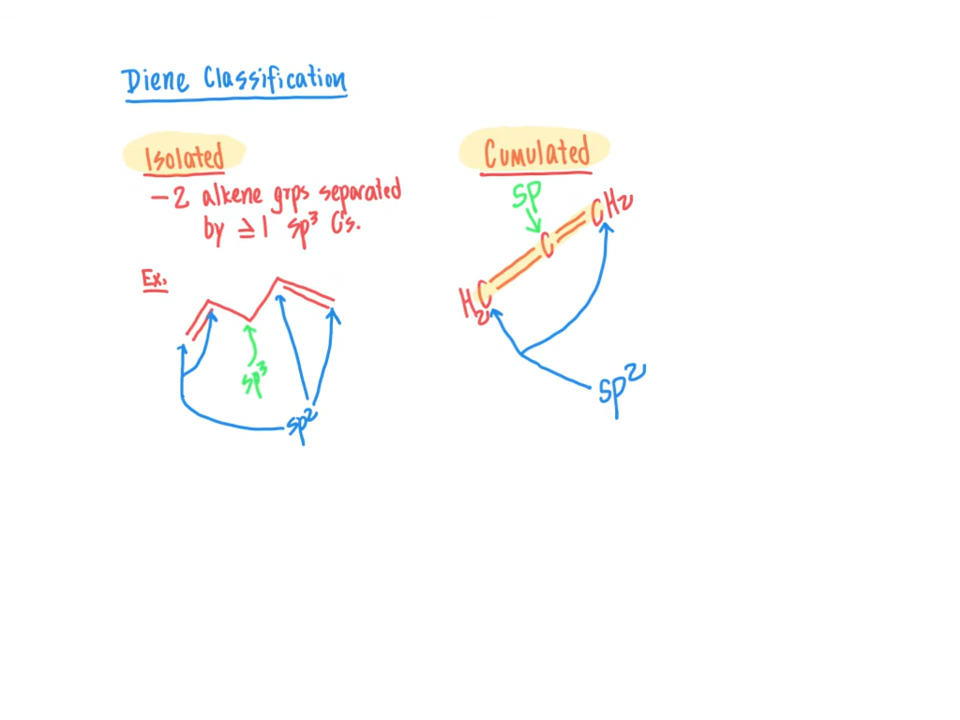 Diene Classification
Isolated
- 2 alkene grps separated
by ≥1 sp³ C's.
Ex.
sp³
sp²
Cumulated
sp
H₂C=C=CH₂
sp²